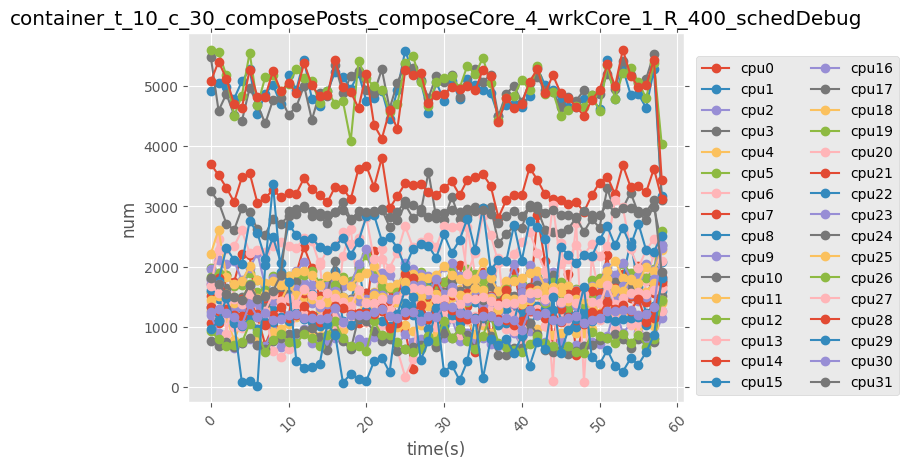 container_t_10_c_30_composePosts_composeCore_4_wrkCore_1_R_400_schedDebug
num
5000
4000
3000
2000
1000
0
0
10
20
30
40
50
60
time(s)
cpu0
cpu1
cpu2
cpu3
cpu4
cpu5
cpu6
cpu7
cpu8
cpu9
cpu10
cpu11
cpu12
cpu13
cpu14
cpu15
cpu16
cpu17
cpu18
cpu19
cpu20
cpu21
cpu22
cpu23
cpu24
cpu25
cpu26
cpu27
cpu28
cpu29
cpu30
cpu31